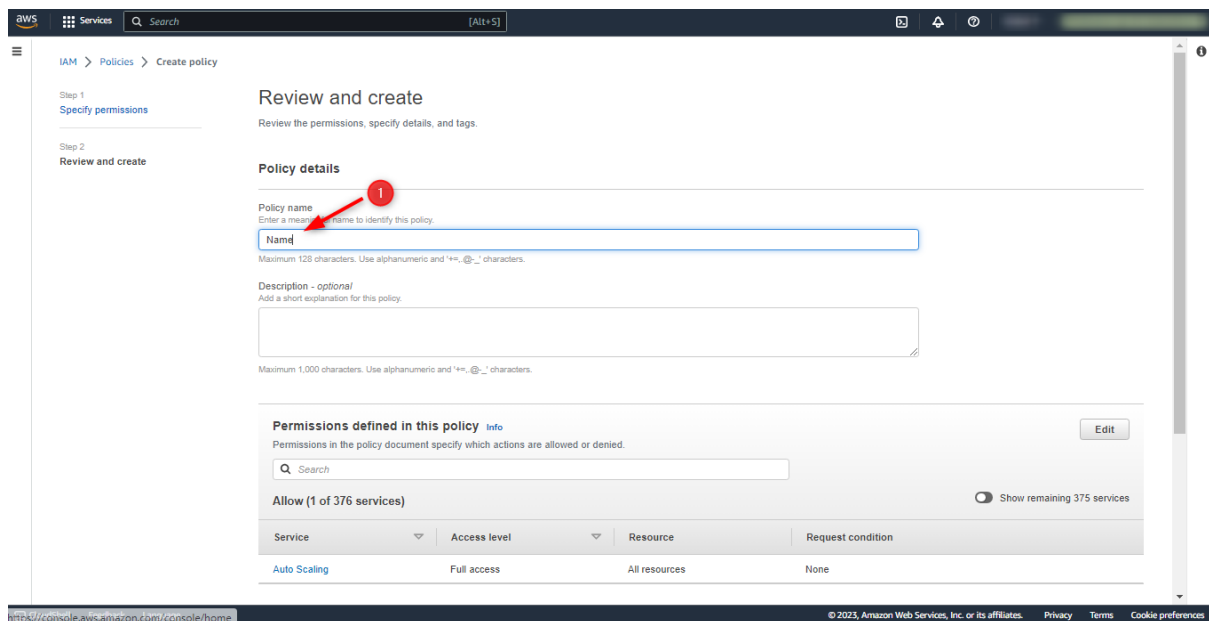 aws Services Search [Alt+S]
IAM > Policies > Create policy
Step 1
Specify permissions
Step 2
Review and create
Review and create
Review the permissions, specify details, and tags.
Policy details
1
Policy name
Enter a name to identify this policy.
Name
Maximum 128 characters. Use alphanumeric and '+=,.@-_' characters.
Description - optional
Add a short explanation for this policy.
Maximum 1,000 characters. Use alphanumeric and '+=,.@-_' characters.
Permissions defined in this policy Info
Edit
Permissions in the policy document specify which actions are allowed or denied.
Search
Allow (1 of 376 services)
Show remaining 375 services
Service Access level Resource Request condition
Auto Scaling Full access All resources None
https://console.aws.amazon.com/console/home
© 2023, Amazon Web Services, Inc. or its affiliates. Privacy Terms Cookie preferences